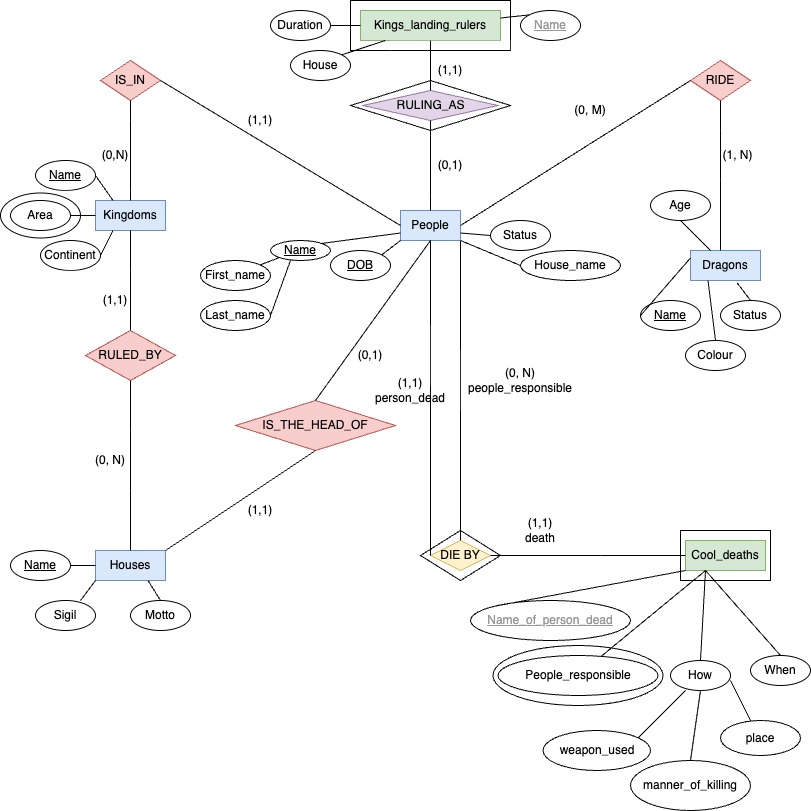 Duration
Kings_landing_rulers
Name
House
(1,1)
IS_IN
RULING_AS
RIDE
(1,1)
(0, M)
(0,N)
(0,1)
(1, N)
Name
Area
Kingdoms
Continent
People
Status
Name
DOB
House_name
First_name
Last_name
Age
Dragons
Name
Status
Colour
(1,1)
RULED_BY
(0,1)
(1,1)
person_dead
(0, N)
people_responsible
IS_THE_HEAD_OF
(0, N)
(1,1)
(1,1)
death
DIE BY
Cool_deaths
Name
Houses
Sigil
Motto
Name_of_person_dead
People_responsible
How
When
weapon_used
place
manner_of_killing